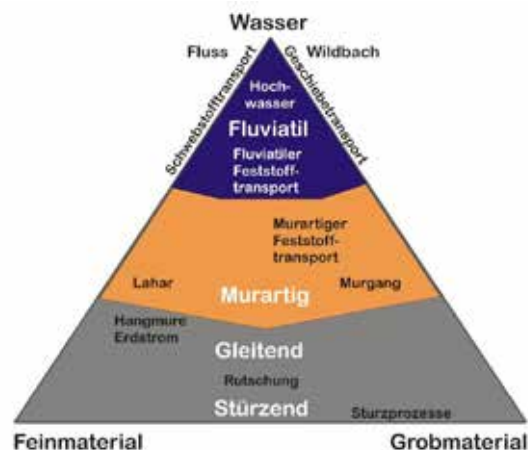 Wasser
Fluss
Wildbach
Schwebstofftransport
Geschiebetransport
Hoch-
wasser
Fluviatil
Fluviatiler
Feststoff-
transport
Murartiger
Feststoff-
transport
Lahar
Murgang
Murartig
Hangmure
Erdstrom
Gleitend
Rutschung
Stürzend
Sturzprozesse
Feinmaterial
Grobmaterial